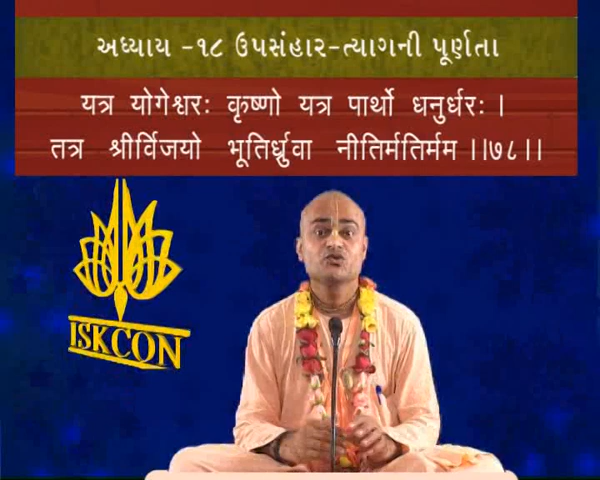 અધ્યાય -૧૮ ઉપસંહાર-ત્યાગની પૂર્ણતા
यत्र योगेश्वरः कृष्णो यत्र पार्थो धनुर्धरः ।
तत्र श्रीर्विजयो भूतिर्ध्रुवा नीतिर्मतिर्मम ।।७८।।
ISKCON